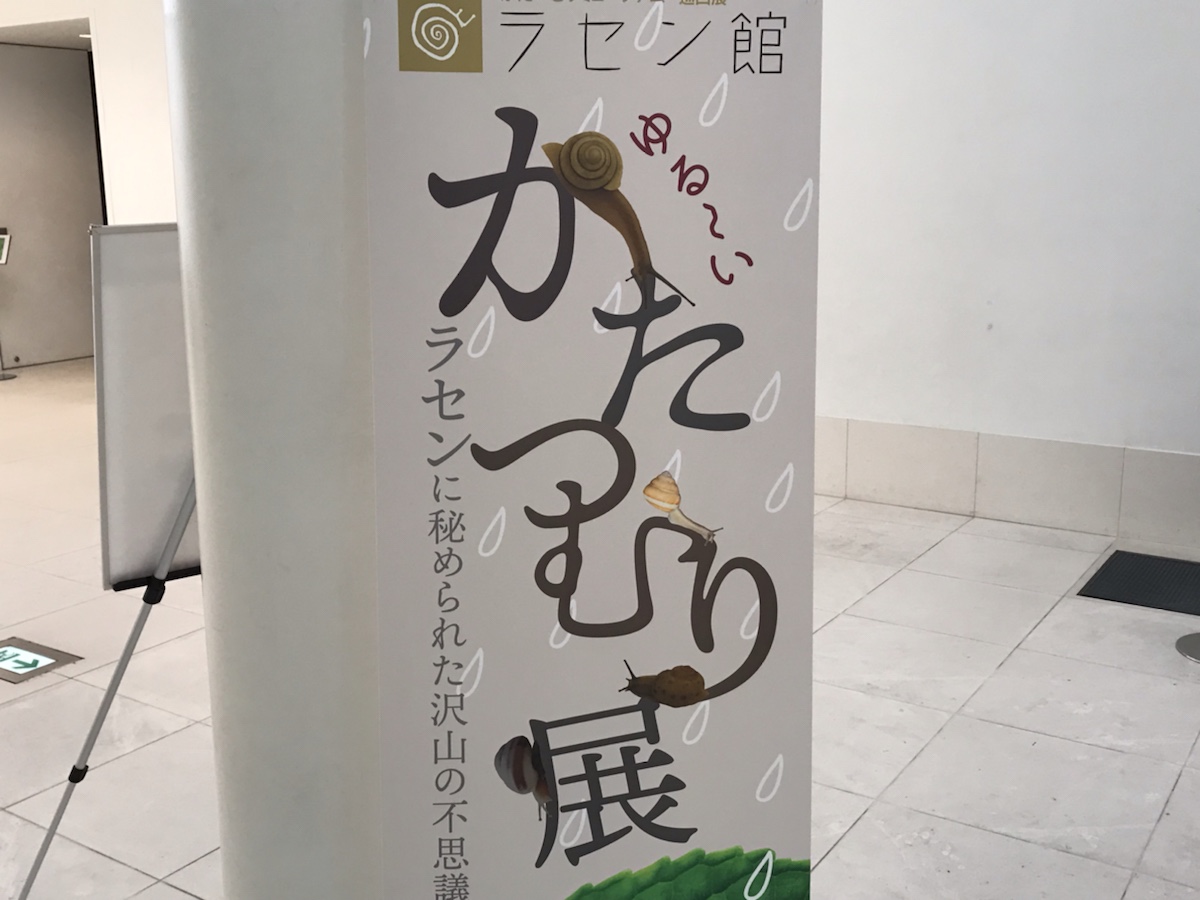 ラセン館
ゆる〜い
かたつむり展
ラセンに秘められた沢山の不思議